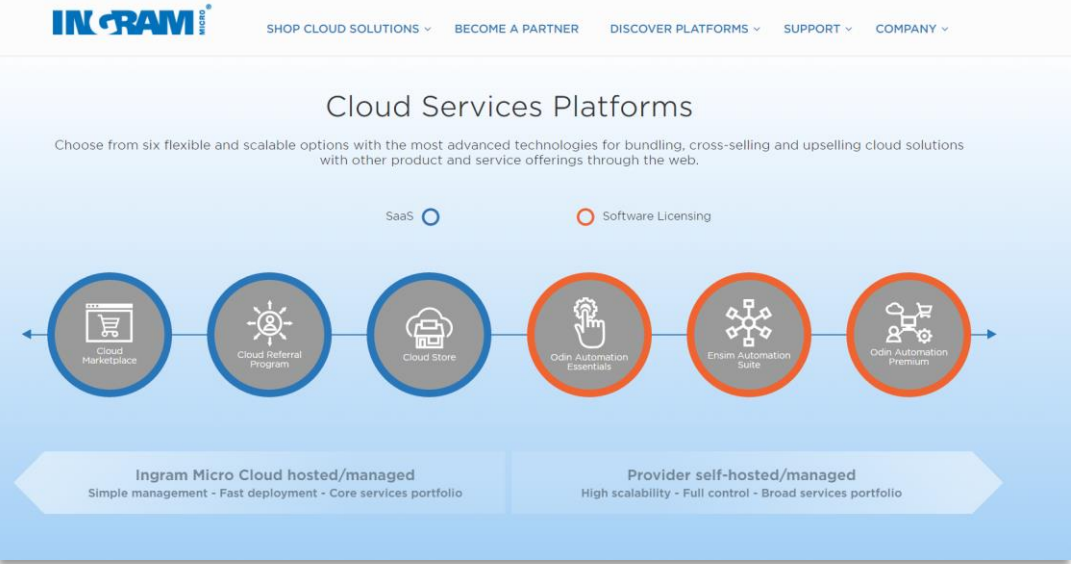 INGRAM MICRO®
SHOP CLOUD SOLUTIONS
BECOME A PARTNER
DISCOVER PLATFORMS
SUPPORT
COMPANY
Cloud Services Platforms
Choose from six flexible and scalable options with the most advanced technologies for bundling, cross-selling and upselling cloud solutions
with other product and service offerings through the web.
SaaS
Software Licensing
Cloud
Marketplace
Cloud Referral
Program
Cloud Store
Odin Automation
Essentials
Ensim Automation
Suite
Odin Automation
Premium
Ingram Micro Cloud hosted/managed
Simple management - Fast deployment - Core services portfolio
Provider self-hosted/managed
High scalability - Full control - Broad services portfolio